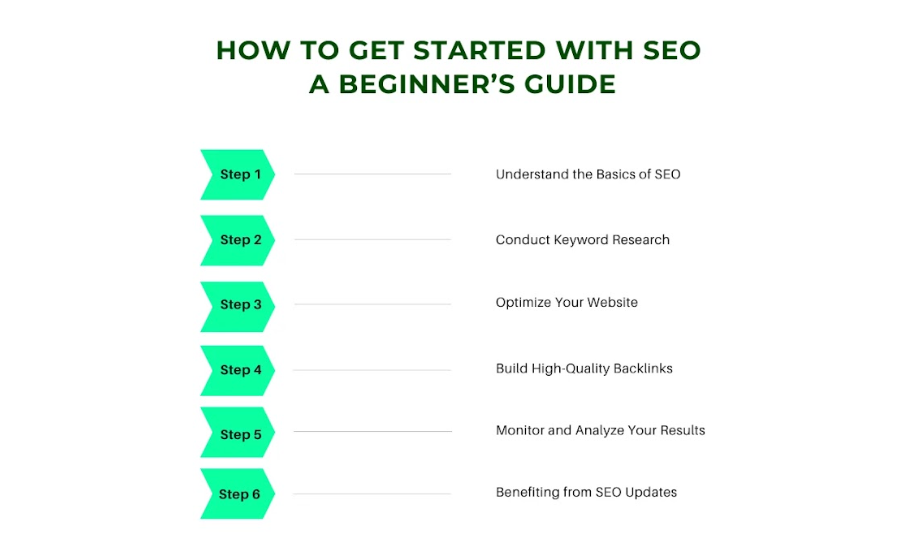 HOW TO GET STARTED WITH SEO
A BEGINNER’S GUIDE
Step 1 Understand the Basics of SEO
Step 2 Conduct Keyword Research
Step 3 Optimize Your Website
Step 4 Build High-Quality Backlinks
Step 5 Monitor and Analyze Your Results
Step 6 Benefiting from SEO Updates